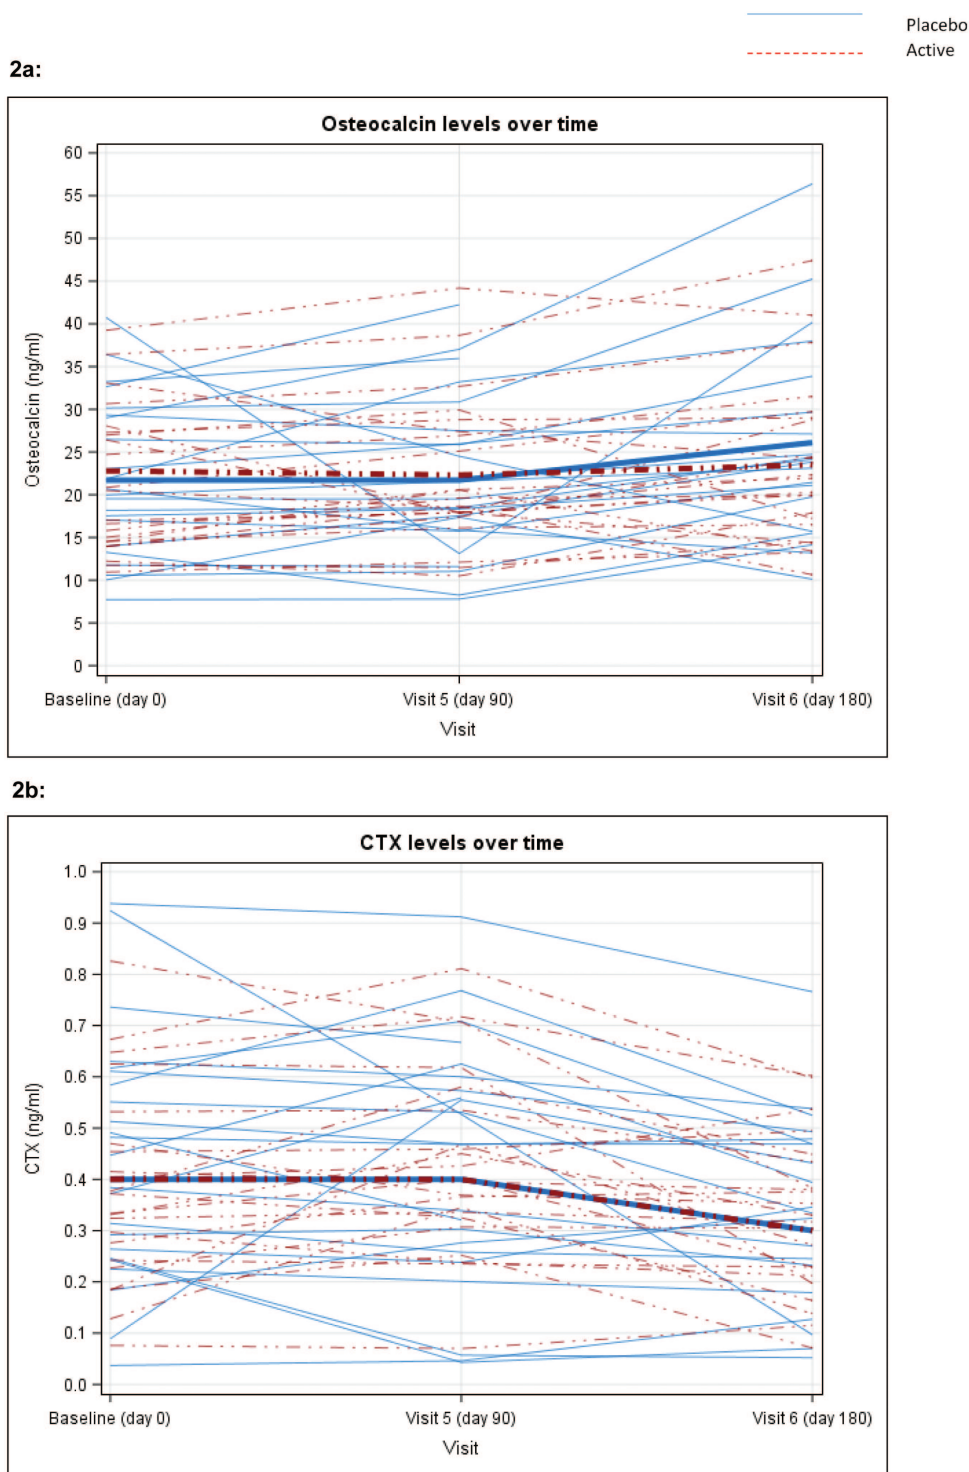 Placebo
Active
2a:
Osteocalcin levels over time
60
55
50
45
40
35
30
25
20
15
10
5
0
Osteocalcin (ng/ml)
Baseline (day 0) Visit 5 (day 90) Visit 6 (day 180)
Visit
2b:
CTX levels over time
1.0
0.9
0.8
0.7
0.6
0.5
0.4
0.3
0.2
0.1
0.0
CTX (ng/ml)
Baseline (day 0) Visit 5 (day 90) Visit 6 (day 180)
Visit